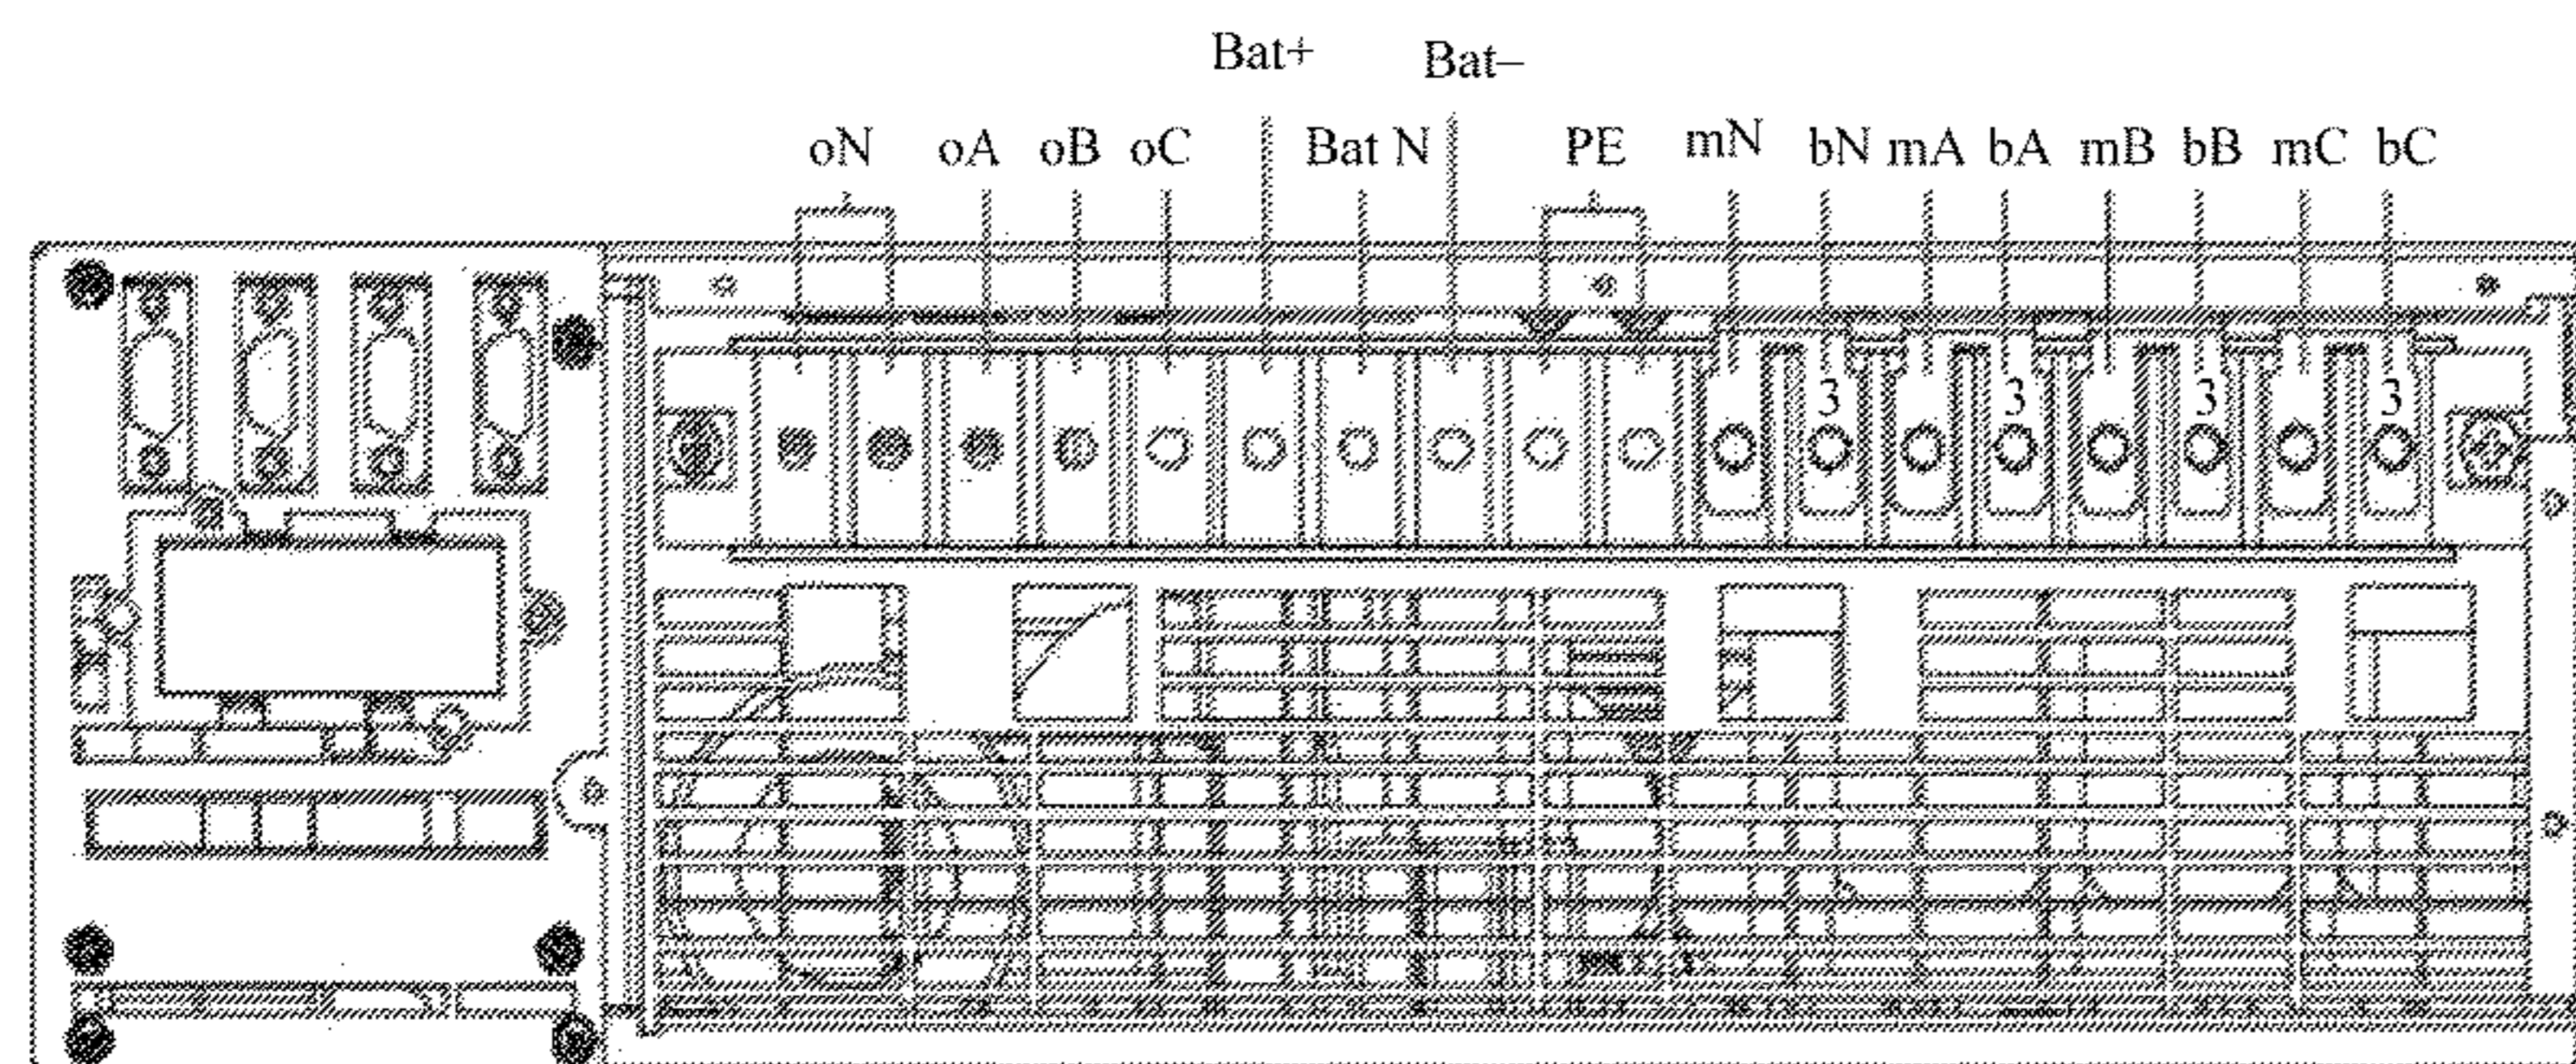 Bat+ Bat–
oN oA oB oC Bat N PE mN bN mA bA mB bB mC bC
3 3 3 3